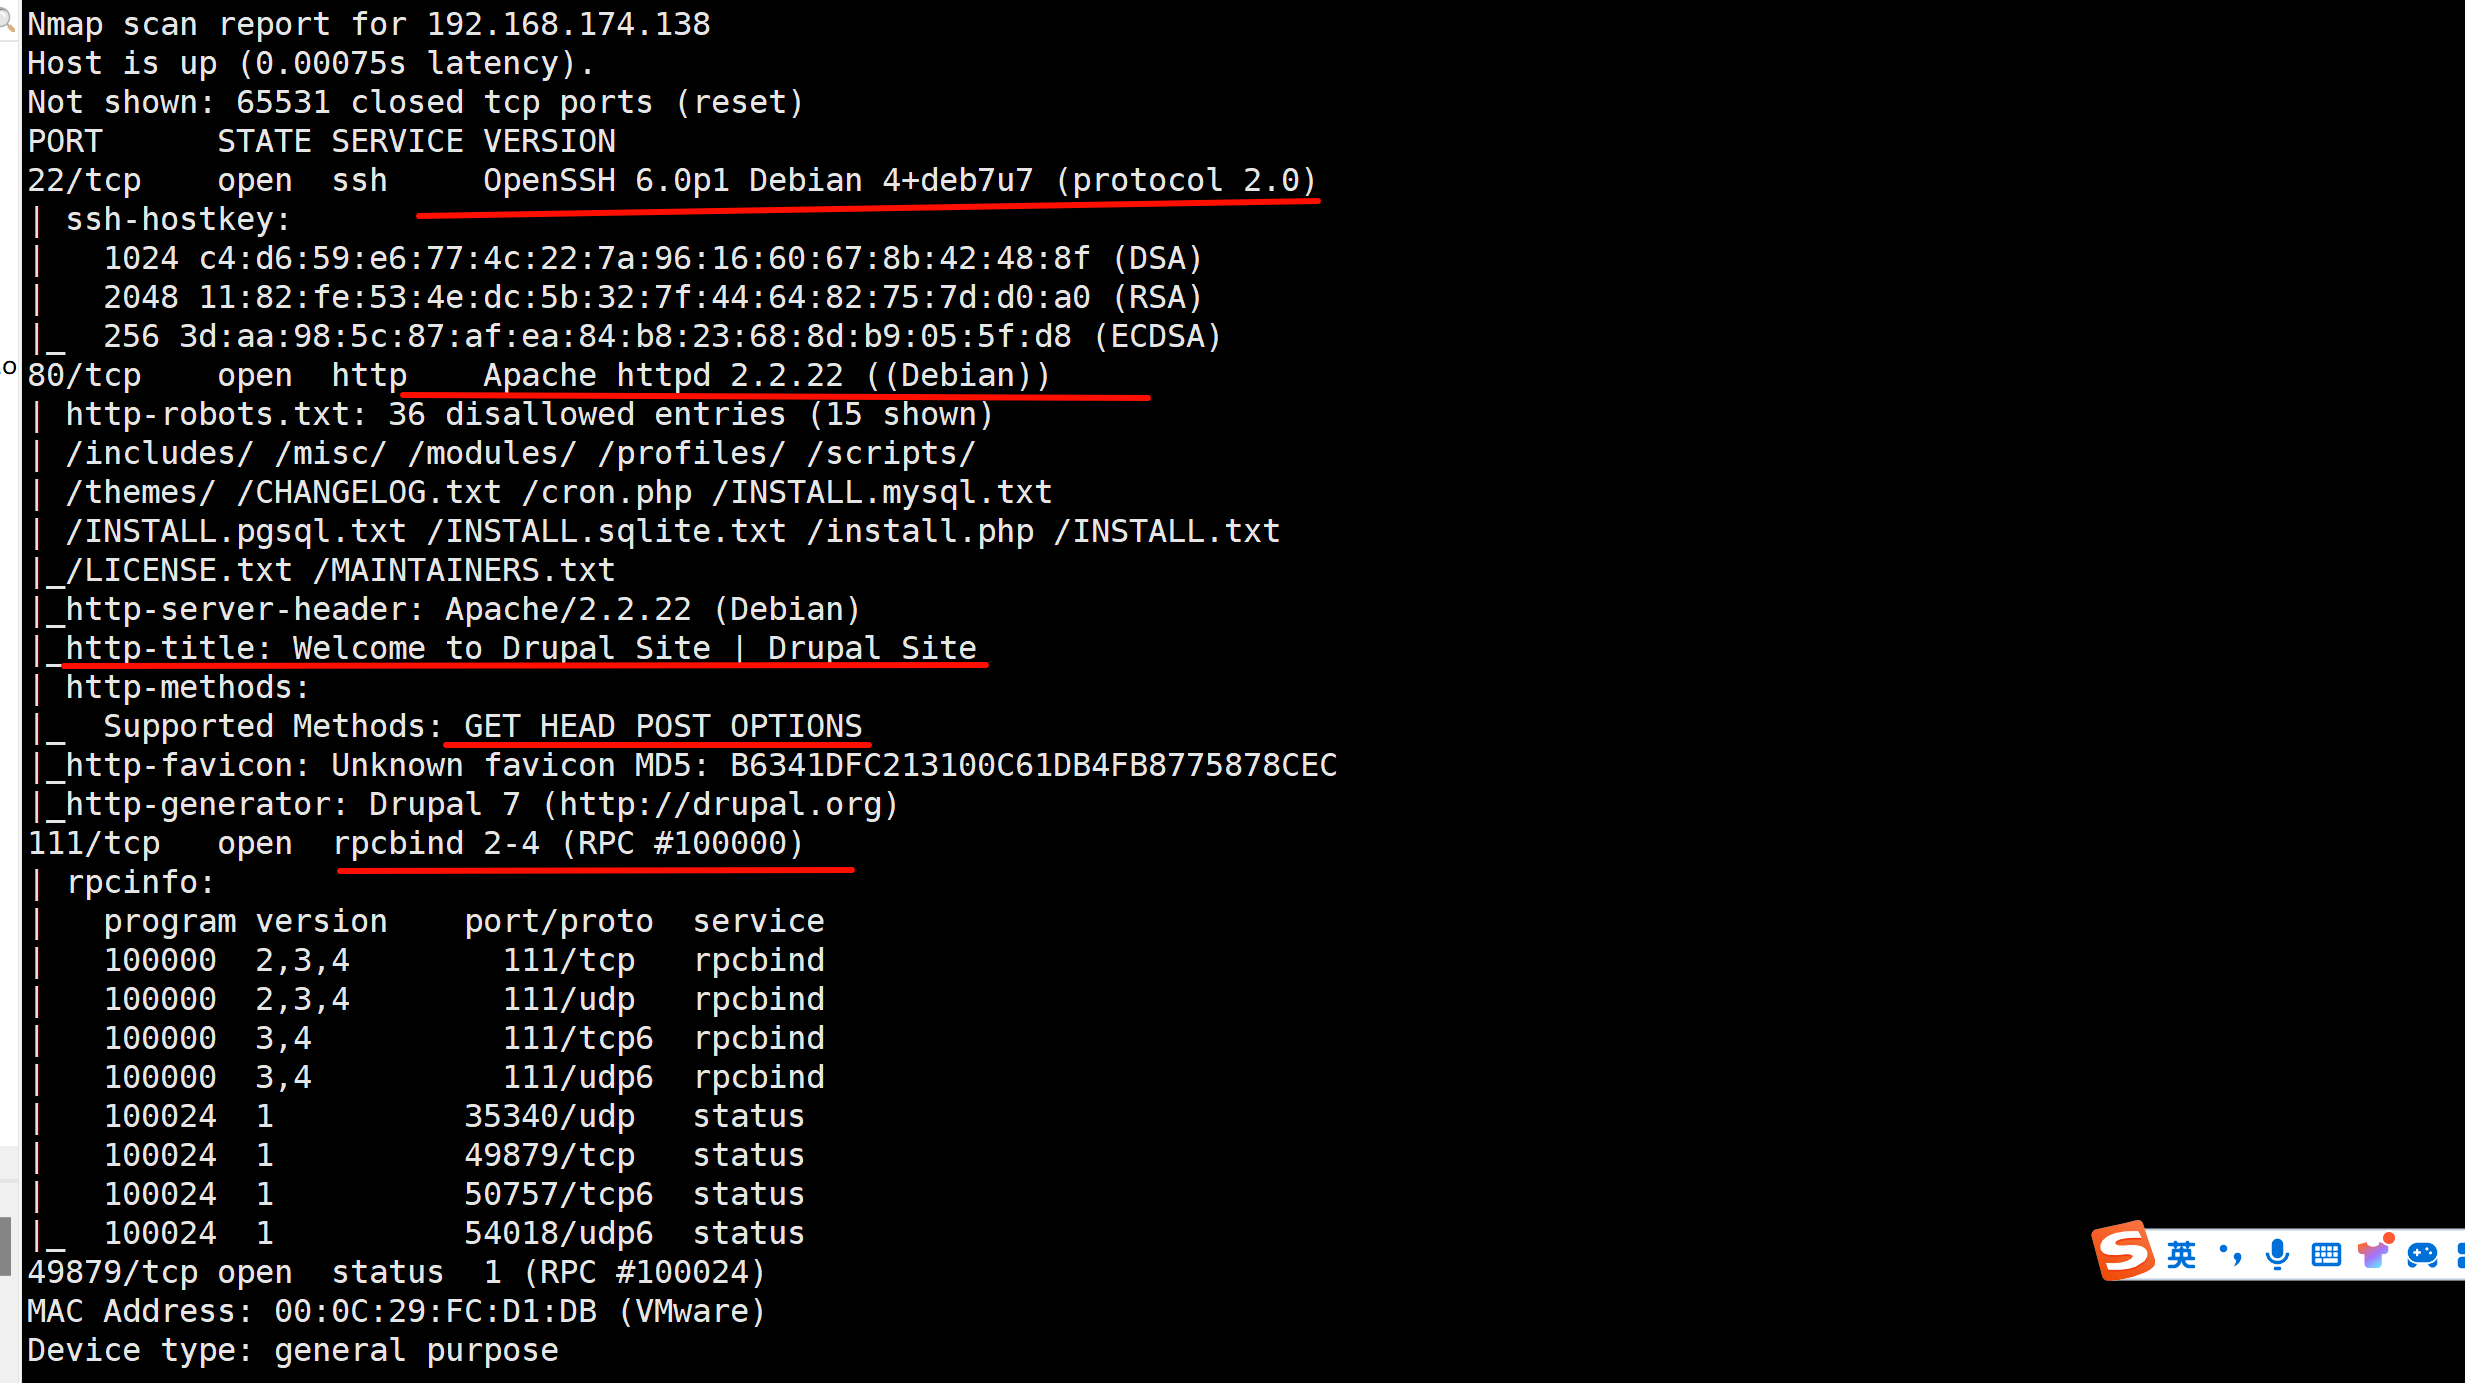 Nmap scan report for 192.168.174.138
Host is up (0.00075s latency).
Not shown: 65531 closed tcp ports (reset)
PORT      STATE SERVICE VERSION
22/tcp    open  ssh     OpenSSH 6.0p1 Debian 4+deb7u7 (protocol 2.0)
| ssh-hostkey:
|   1024 c4:d6:59:e6:77:4c:22:7a:96:16:60:67:8b:42:48:8f (DSA)
|   2048 11:82:fe:53:4e:dc:5b:32:7f:44:64:82:75:7d:d0:a0 (RSA)
|_  256 3d:aa:98:5c:87:af:ea:84:b8:23:68:8d:b9:05:5f:d8 (ECDSA)
80/tcp    open  http    Apache httpd 2.2.22 ((Debian))
| http-robots.txt: 36 disallowed entries (15 shown)
| /includes/ /misc/ /modules/ /profiles/ /scripts/
| /themes/ /CHANGELOG.txt /cron.php /INSTALL.mysql.txt
| /INSTALL.pgsql.txt /INSTALL.sqlite.txt /install.php /INSTALL.txt
|_/LICENSE.txt /MAINTAINERS.txt
|_http-server-header: Apache/2.2.22 (Debian)
|_http-title: Welcome to Drupal Site | Drupal Site
| http-methods:
|_  Supported Methods: GET HEAD POST OPTIONS
|_http-favicon: Unknown favicon MD5: B6341DFC213100C61DB4FB8775878CEC
|_http-generator: Drupal 7 (http://drupal.org)
111/tcp   open  rpcbind 2-4 (RPC #100000)
| rpcinfo:
|   program version    port/proto  service
|   100000  2,3,4        111/tcp   rpcbind
|   100000  2,3,4        111/udp   rpcbind
|   100000  3,4          111/tcp6  rpcbind
|   100000  3,4          111/udp6  rpcbind
|   100024  1          35340/udp   status
|   100024  1          49879/tcp   status
|   100024  1          50757/tcp6  status
|_  100024  1          54018/udp6  status
49879/tcp open  status  1 (RPC #100024)
MAC Address: 00:0C:29:FC:D1:DB (VMware)
Device type: general purpose
英